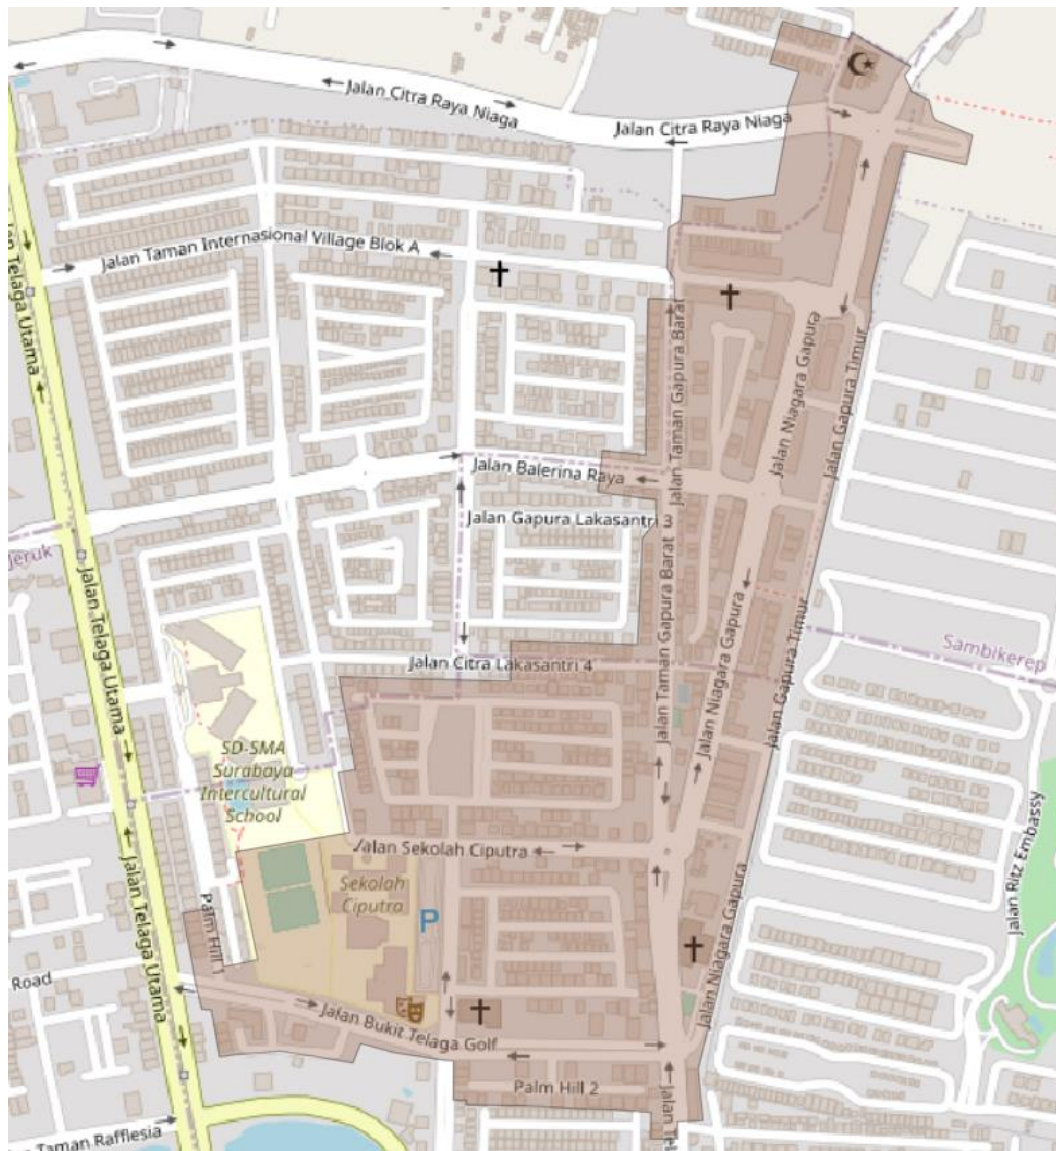 Jalan Citra Raya Niaga
Jalan Citra Raya Niaga
Jalan Taman Internasional Village Blok A
Telaga Utama
Jalan Taman Gapura Barat
Jalan Niagara Gapura
Jalan Gapura Timur
Jalan Balerina Raya
Jalan Gapura Lakasantri 3
Jeruk
Jalan Telaga Utama
Jalan Taman Gapura Barat
Jalan Niagara Gapura
Jalan Gapura Timur
Sambikerep
Jalan Citra Lakasantri 4
SD-SMA
Surabaya
Intercultural
School
Jalan Sekolah Ciputra
Sekolah
Ciputra
P
Jalan Telaga Utama
Palm Hill 1
Jalan Niagara Gapura
Jalan Ritz Embassy
Road
Jalan Bukit Telaga Golf
Palm Hill 2
Taman Rafflesia